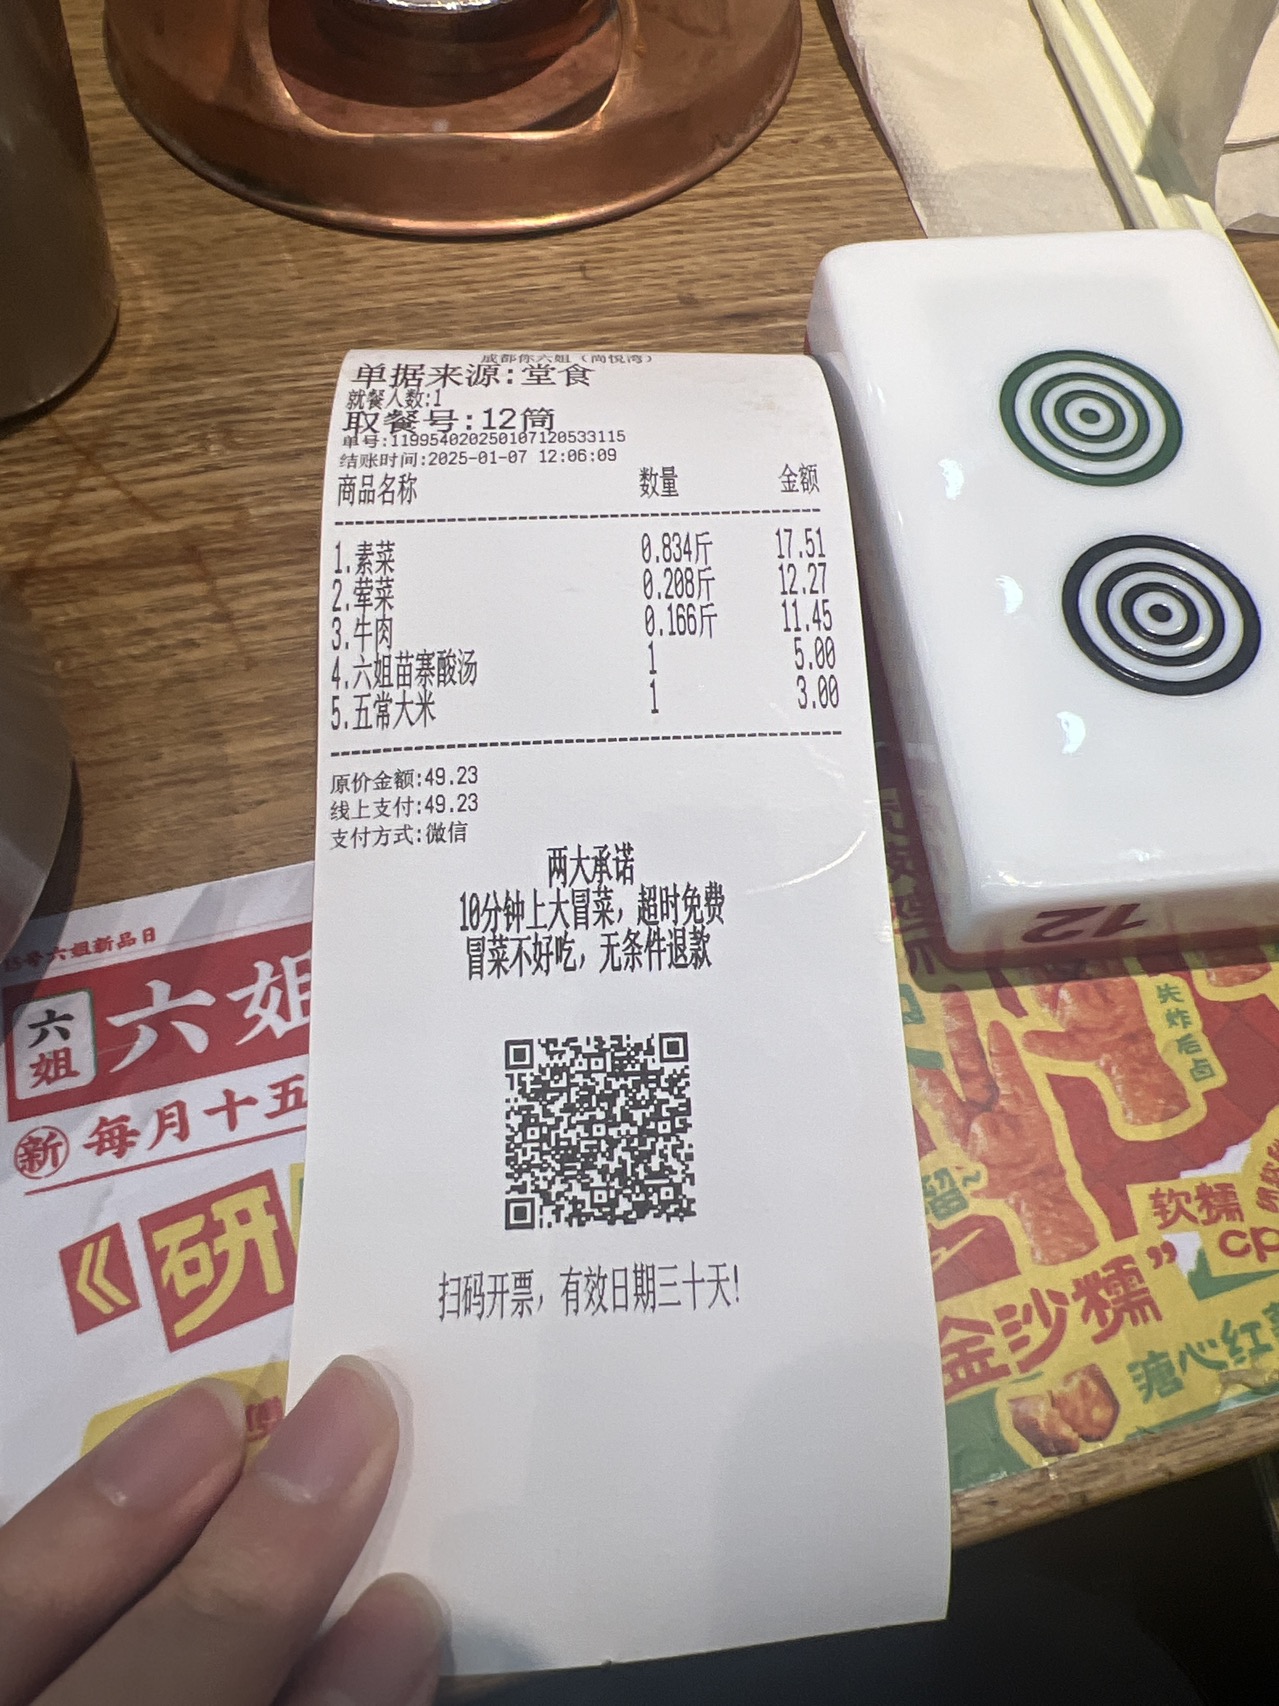 成都你六姐（尚悦湾）
单据来源:堂食
就餐人数:1
取餐号:12筒
单号:119954020250107120533115
结账时间:2025-01-07 12:06:09
商品名称 数量 金额
1.素菜 0.834斤 17.51
2.荤菜 0.208斤 12.27
3.牛肉 0.166斤 11.45
4.六姐苗寨酸汤 1 5.00
5.五常大米 1 3.00
原价金额:49.23
线上支付:49.23
支付方式:微信
两大承诺
10分钟上大冒菜，超时免费
冒菜不好吃，无条件退款
扫码开票，有效日期三十天!
12
号六姐新品日
六姐
六姐
新 每月十五
《研
先炸后卤
软糯
金沙糯”
溏心红